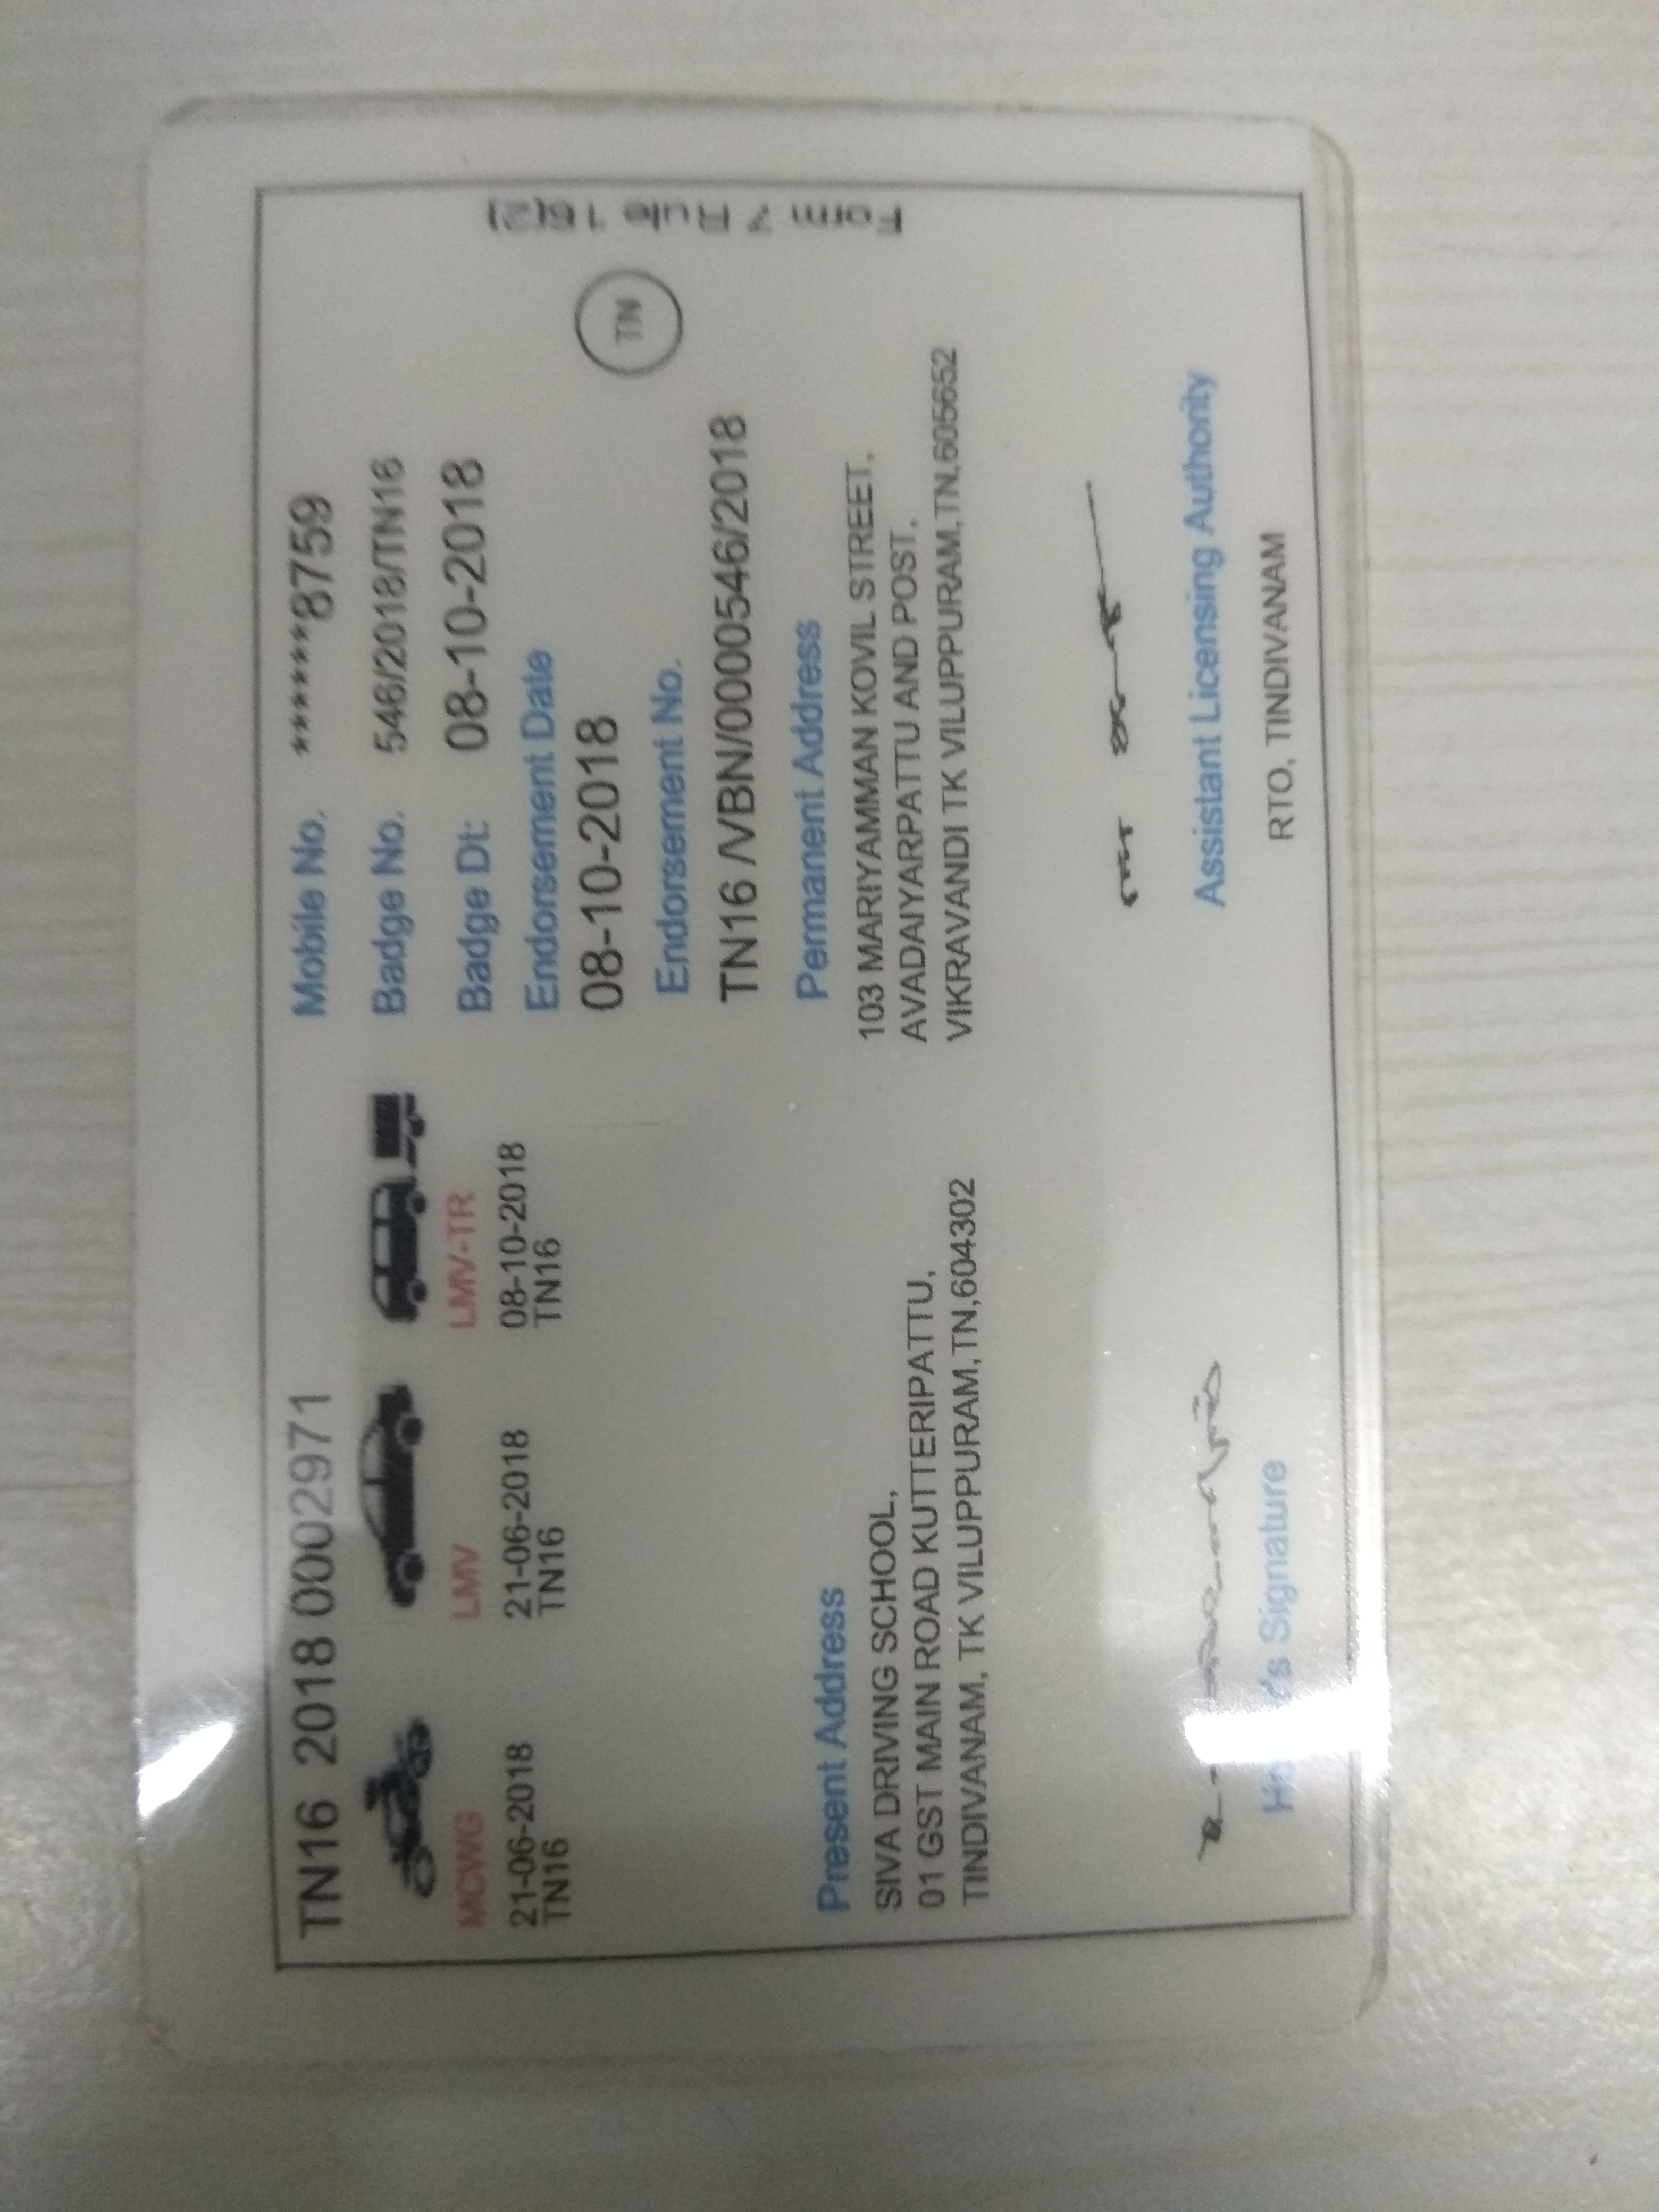 TN16 2018 0002971
MCWG
21-06-2018
TN16
LMV
21-06-2018
TN16
LMV-TR
08-10-2018
TN16
Mobile No. ******8759
Badge No. 546/2018/TN16
Badge Dt: 08-10-2018
Endorsement Date
08-10-2018
Endorsement No.
TN16 /VBN/0000546/2018
TN
Form 7 Rule 16(2)
Present Address
SIVA DRIVING SCHOOL,
01 GST MAIN ROAD KUTTERIPATTU,
TINDIVANAM, TK VILUPPURAM,TN,604302
Permanent Address
103 MARIYAMMAN KOVIL STREET,
AVADAIYARPATTU AND POST,
VIKRAVANDI TK VILUPPURAM,TN,605652
Holder's Signature
Assistant Licensing Authority
RTO, TINDIVANAM